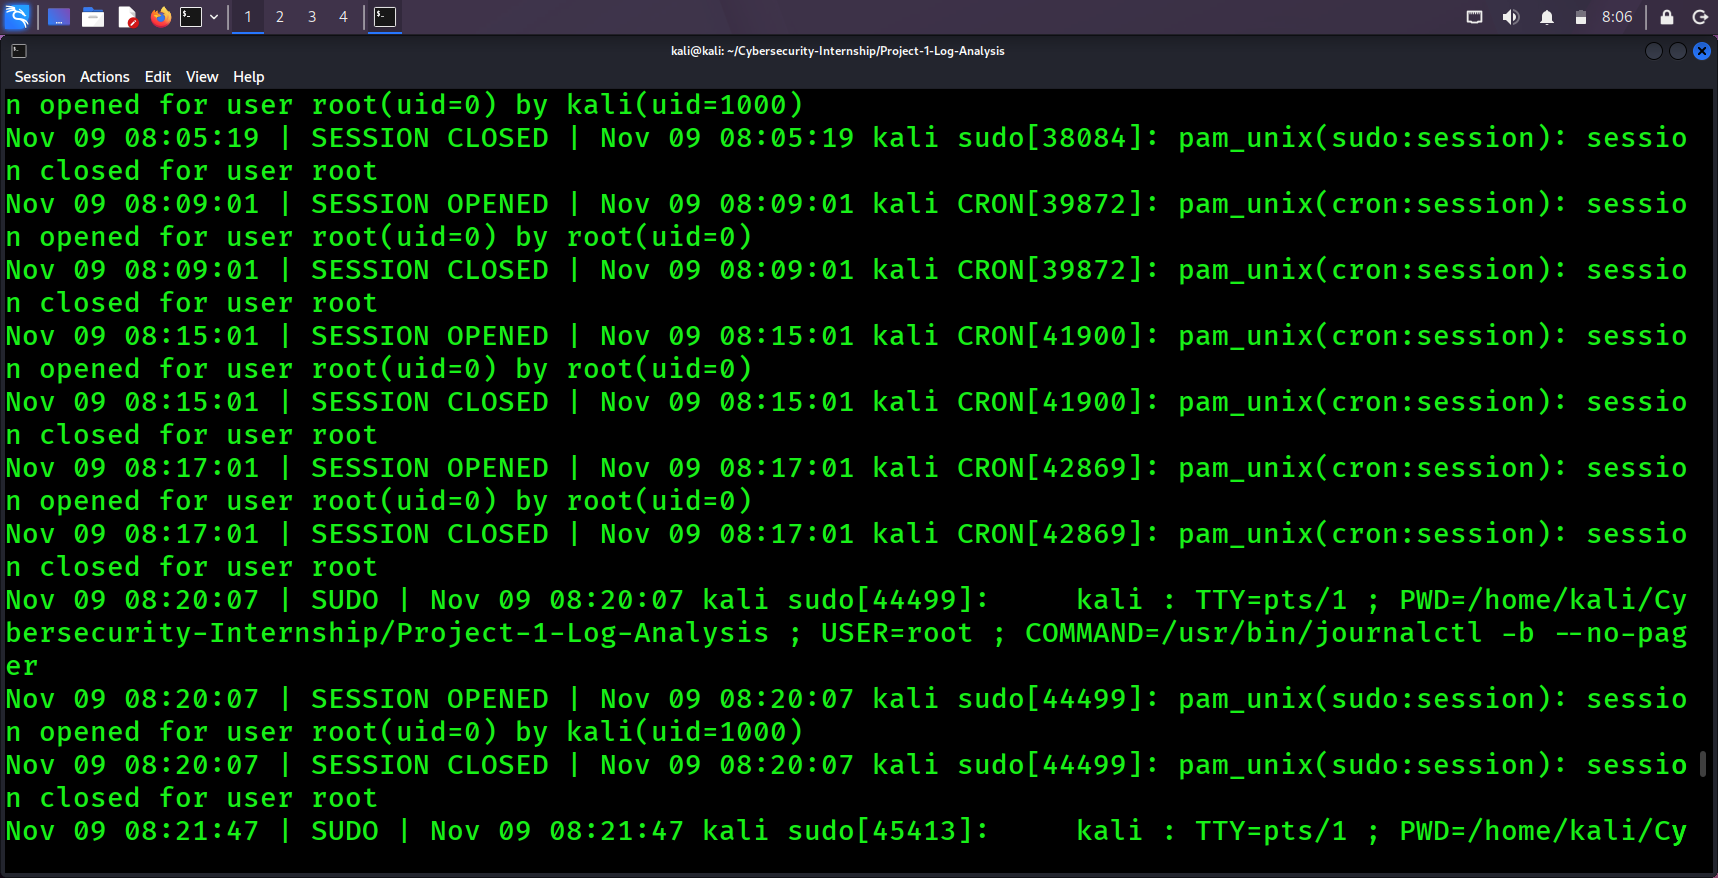 1 2 3 4 8:06
kali@kali: ~/Cybersecurity-Internship/Project-1-Log-Analysis
Session Actions Edit View Help
n opened for user root(uid=0) by kali(uid=1000)
Nov 09 08:05:19 | SESSION CLOSED | Nov 09 08:05:19 kali sudo[38084]: pam_unix(sudo:session): sessio
n closed for user root
Nov 09 08:09:01 | SESSION OPENED | Nov 09 08:09:01 kali CRON[39872]: pam_unix(cron:session): sessio
n opened for user root(uid=0) by root(uid=0)
Nov 09 08:09:01 | SESSION CLOSED | Nov 09 08:09:01 kali CRON[39872]: pam_unix(cron:session): sessio
n closed for user root
Nov 09 08:15:01 | SESSION OPENED | Nov 09 08:15:01 kali CRON[41900]: pam_unix(cron:session): sessio
n opened for user root(uid=0) by root(uid=0)
Nov 09 08:15:01 | SESSION CLOSED | Nov 09 08:15:01 kali CRON[41900]: pam_unix(cron:session): sessio
n closed for user root
Nov 09 08:17:01 | SESSION OPENED | Nov 09 08:17:01 kali CRON[42869]: pam_unix(cron:session): sessio
n opened for user root(uid=0) by root(uid=0)
Nov 09 08:17:01 | SESSION CLOSED | Nov 09 08:17:01 kali CRON[42869]: pam_unix(cron:session): sessio
n closed for user root
Nov 09 08:20:07 | SUDO | Nov 09 08:20:07 kali sudo[44499]:     kali : TTY=pts/1 ; PWD=/home/kali/Cy
bersecurity-Internship/Project-1-Log-Analysis ; USER=root ; COMMAND=/usr/bin/journalctl -b --no-pag
er
Nov 09 08:20:07 | SESSION OPENED | Nov 09 08:20:07 kali sudo[44499]: pam_unix(sudo:session): sessio
n opened for user root(uid=0) by kali(uid=1000)
Nov 09 08:20:07 | SESSION CLOSED | Nov 09 08:20:07 kali sudo[44499]: pam_unix(sudo:session): sessio
n closed for user root
Nov 09 08:21:47 | SUDO | Nov 09 08:21:47 kali sudo[45413]:     kali : TTY=pts/1 ; PWD=/home/kali/Cy